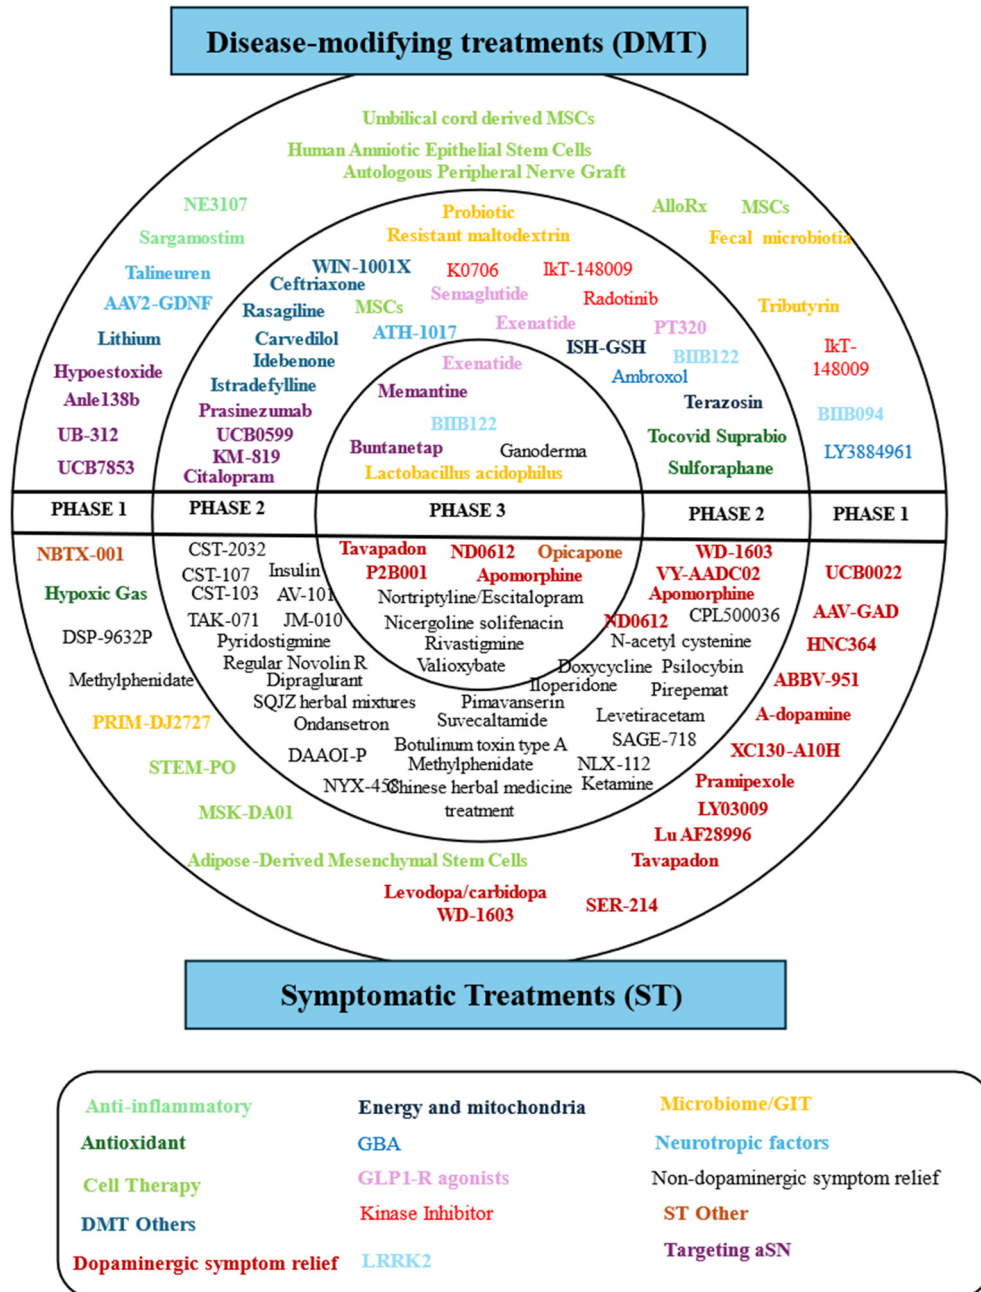 Disease-modifying treatments (DMT)
Umbilical cord derived MSCs
Human Amniotic Epithelial Stem Cells
Autologous Peripheral Nerve Graft
NE3107
AlloRx
MSCs
Sargamostim
Fecal microbiotia
Probiotic
Resistant maltodextrin
Talineuren
AAV2-GDNF
Lithium
Hypoestoxide
Anle138b
UB-312
UCB7853
WIN-1001X
Ceftriaxone
Rasagiline
Carvedilol
Idebenone
Istradefylline
Prasinezumab
UCB0599
KM-819
Citalopram
K0706
IkT-148009
Semaglutide
Radotinib
MSCs
Exenatide
ATH-1017
PT320
ISH-GSH
BIIB122
Ambroxol
Terazosin
Tocovid Suprabio
Sulforaphane
Tributyrin
IkT-
148009
BIIB094
LY3884961
Exenatide
Memantine
BIIB122
Buntanetap
Ganoderma
Lactobacillus acidophilus
PHASE 1
PHASE 2
PHASE 3
PHASE 2
PHASE 1
NBTX-001
Hypoxic Gas
DSP-9632P
Methylphenidate
PRIM-DJ2727
STEM-PO
MSK-DA01
Adipose-Derived Mesenchymal Stem Cells
Levodopa/carbidopa
WD-1603
SER-214
CST-2032
CST-107
Insulin
CST-103
AV-101
TAK-071
JM-010
Pyridostigmine
Regular Novolin R
Dipraglurant
SQJZ herbal mixtures
Ondansetron
DAAOI-P
NYX-458
Tavapadon
ND0612
Opicapone
P2B001
Apomorphine
Nortriptyline/Escitalopram
Nicergoline solifenacin
Rivastigmine
Valioxybate
Pimavanserin
Suvecaltamide
Botulinum toxin type A
Methylphenidate
Chinese herbal medicine
treatment
WD-1603
VY-AADC02
Apomorphine
ND0612
CPL500036
N-acetyl cystenine
Doxycycline
Psilocybin
Iloperidone
Pirepemat
Levetiracetam
SAGE-718
NLX-112
Ketamine
UCB0022
AAV-GAD
HNC364
ABBV-951
A-dopamine
XC130-A10H
Pramipexole
LY03009
Lu AF28996
Tavapadon
Symptomatic Treatments (ST)
Anti-inflammatory
Energy and mitochondria
Microbiome/GIT
Antioxidant
GBA
Neurotropic factors
Cell Therapy
GLP1-R agonists
Non-dopaminergic symptom relief
DMT Others
Kinase Inhibitor
ST Other
Dopaminergic symptom relief
LRRK2
Targeting aSN